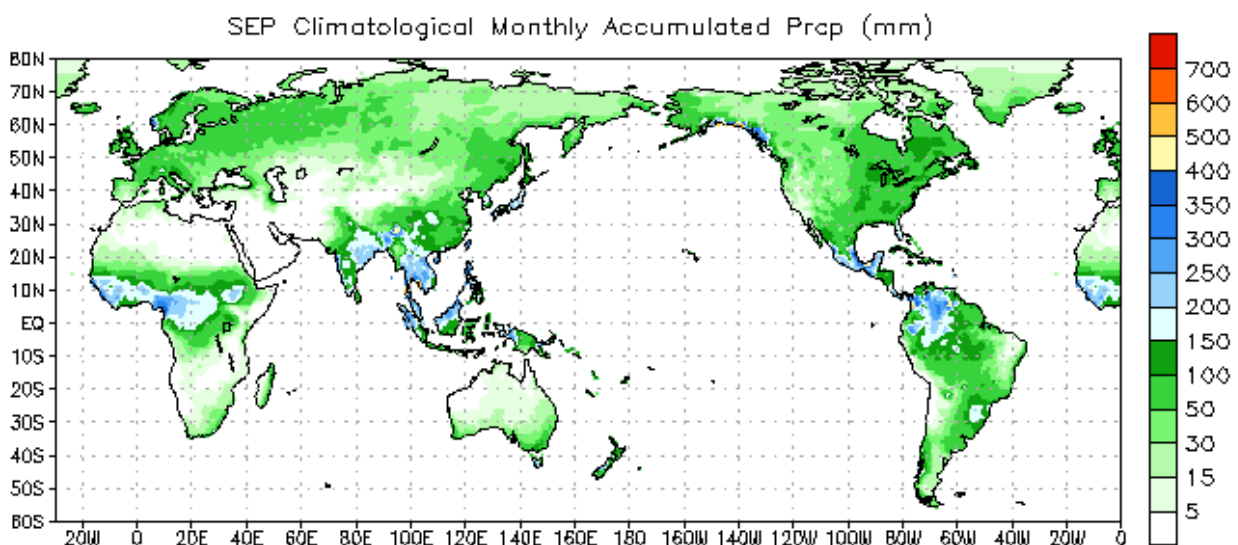 SEP Climatological Monthly Accumulated Prcp (mm)
80N
70N
60N
50N
40N
30N
20N
10N
EQ
10S
20S
30S
40S
50S
60S
20W 0 20E 40E 60E 80E 100E 120E 140E 160E 180 160W 140W 120W 100W 80W 60W 40W 20W 0
700
600
500
400
350
300
250
200
150
100
50
30
15
5